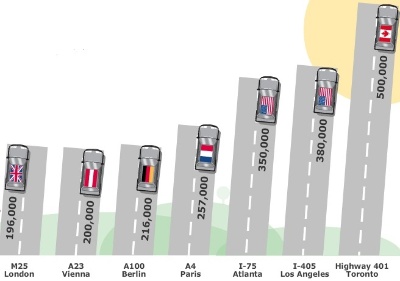 196,000
200,000
216,000
257,000
350,000
380,000
500,000
M25
London
A23
Vienna
A100
Berlin
A4
Paris
I-75
Atlanta
I-405
Los Angeles
Highway 401
Toronto